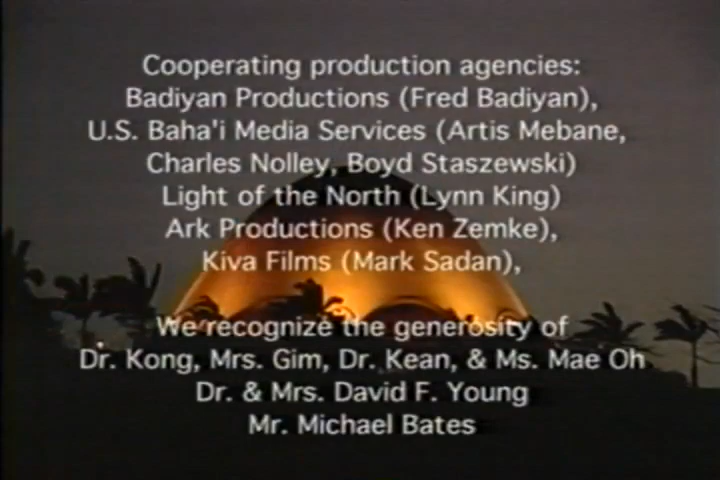 Cooperating production agencies:
Badiyan Productions (Fred Badiyan),
U.S. Baha'i Media Services (Artis Mebane,
Charles Nolley, Boyd Staszewski)
Light of the North (Lynn King)
Ark Productions (Ken Zemke),
Kiva Films (Mark Sadan),
We recognize the generosity of
Dr. Kong, Mrs. Gim, Dr. Kean, & Ms. Mae Oh
Dr. & Mrs. David F. Young
Mr. Michael Bates